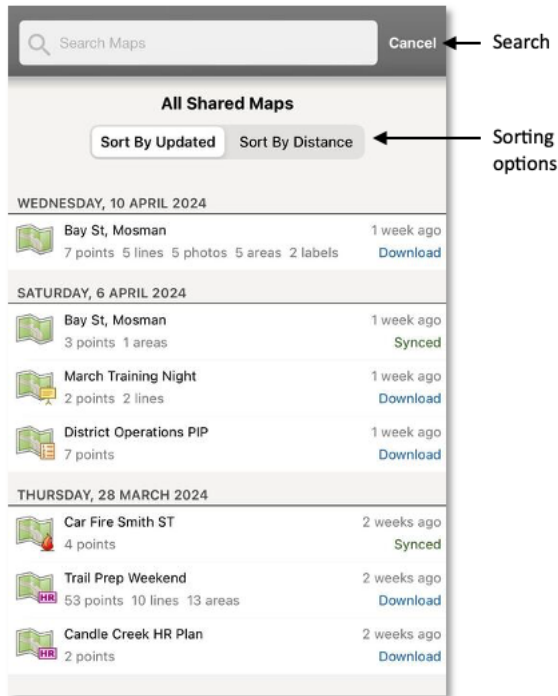 Search Maps
Cancel
Search
All Shared Maps
Sort By Updated Sort By Distance
Sorting
options
WEDNESDAY, 10 APRIL 2024
Bay St, Mosman 1 week ago
7 points 5 lines 5 photos 5 areas 2 labels Download
SATURDAY, 6 APRIL 2024
Bay St, Mosman 1 week ago
3 points 1 areas Synced
March Training Night 1 week ago
2 points 2 lines Download
District Operations PIP 1 week ago
7 points Download
THURSDAY, 28 MARCH 2024
Car Fire Smith ST 2 weeks ago
4 points Synced
Trail Prep Weekend 2 weeks ago
HR 53 points 10 lines 13 areas Download
Candle Creek HR Plan 2 weeks ago
HR 2 points Download